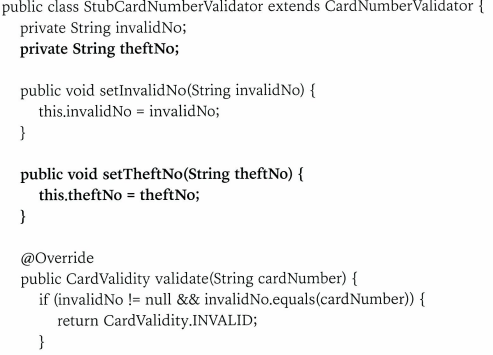 public class StubCardNumberValidator extends CardNumberValidator {
private String invalidNo;
private String theftNo;
public void setInvalidNo(String invalidNo) {
this.invalidNo = invalidNo;
}
public void setTheftNo(String theftNo) {
this.theftNo = theftNo;
}
@Override
public CardValidity validate(String cardNumber) {
if (invalidNo != null && invalidNo.equals(cardNumber)) {
return CardValidity.INVALID;
}